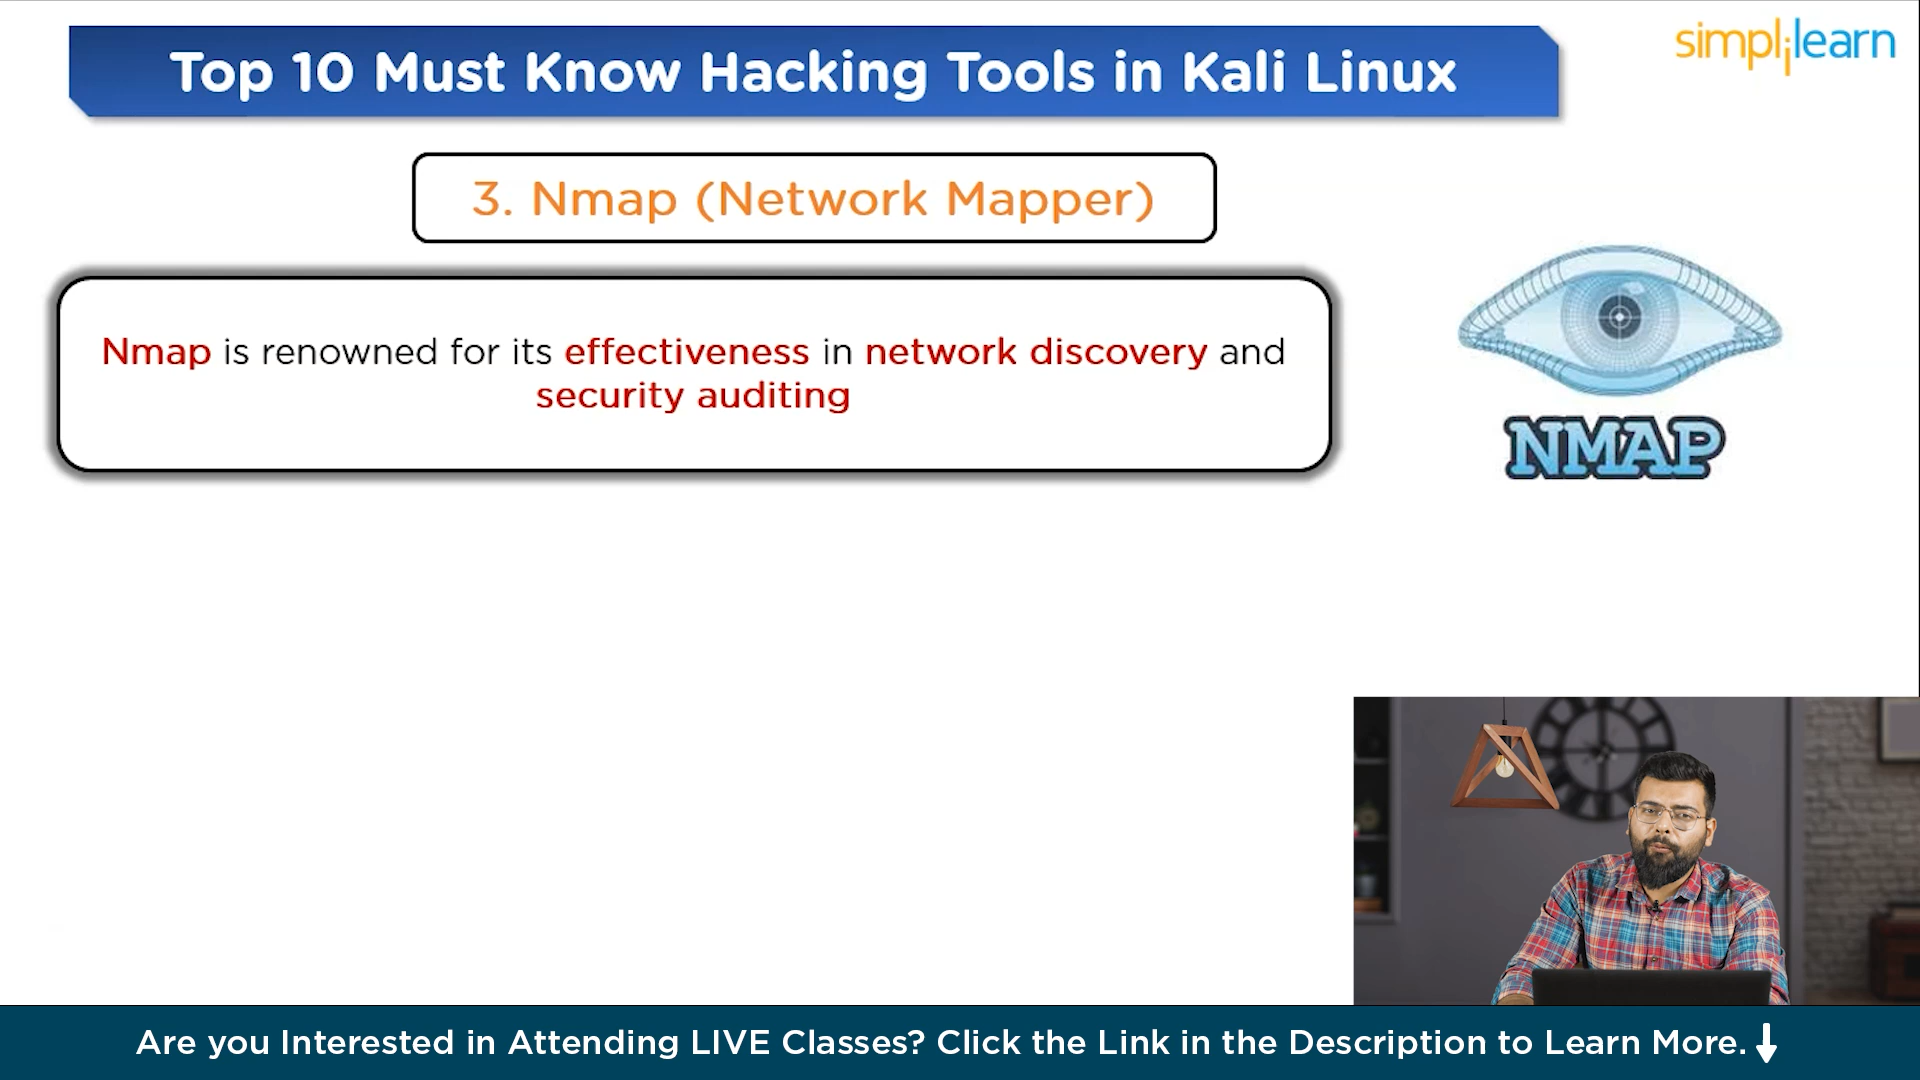 Top 10 Must Know Hacking Tools in Kali Linux
simplilearn
3. Nmap (Network Mapper)
Nmap is renowned for its effectiveness in network discovery and
security auditing
NMAP
Are you Interested in Attending LIVE Classes? Click the Link in the Description to Learn More.